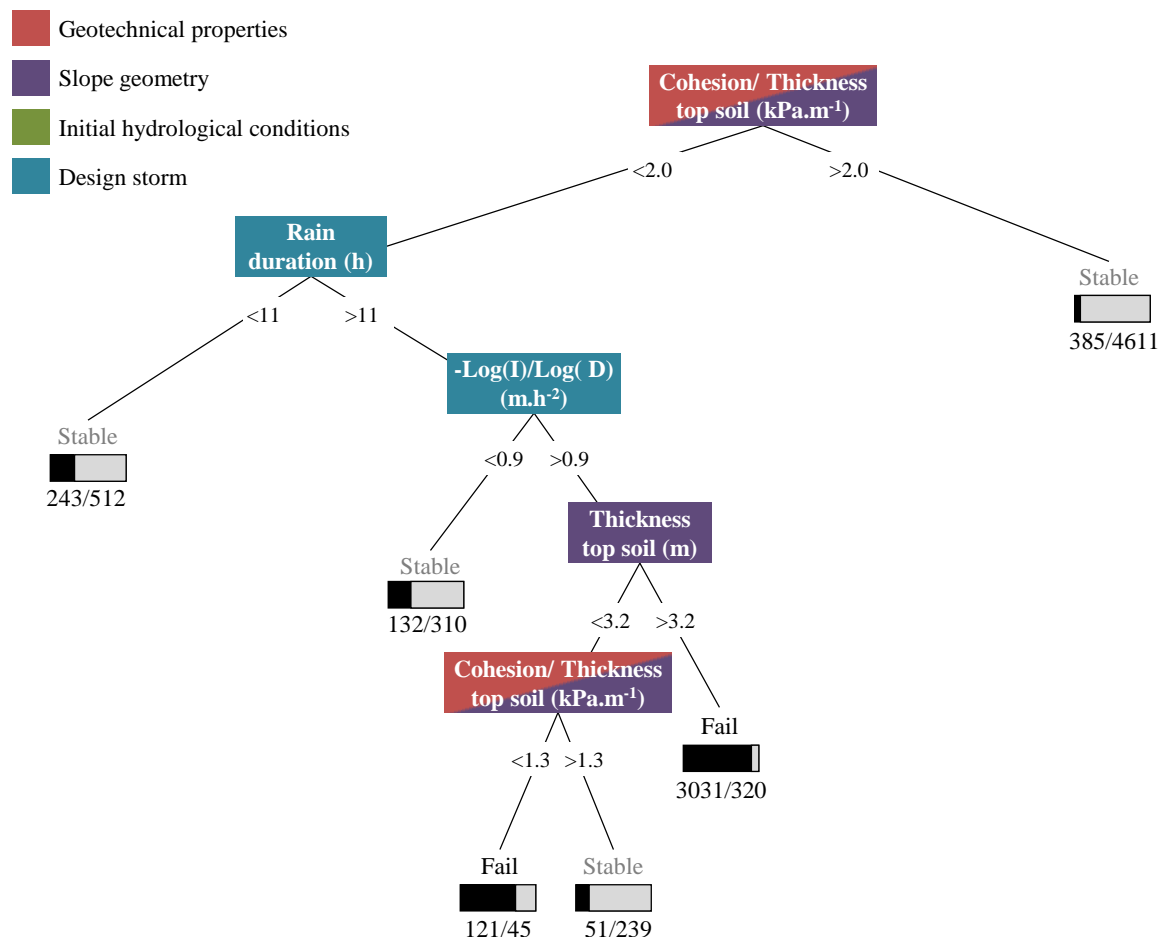 Geotechnical properties
Slope geometry
Initial hydrological conditions
Design storm
Cohesion/ Thickness
top soil (kPa.m-1)
<2.0
>2.0
Rain
duration (h)
Stable
385/4611
<11
>11
-Log(I)/Log( D)
(m.h-2)
Stable
243/512
<0.9
>0.9
Thickness
top soil (m)
Stable
132/310
<3.2
>3.2
Cohesion/ Thickness
top soil (kPa.m-1)
Fail
3031/320
<1.3
>1.3
Fail
121/45
Stable
51/239